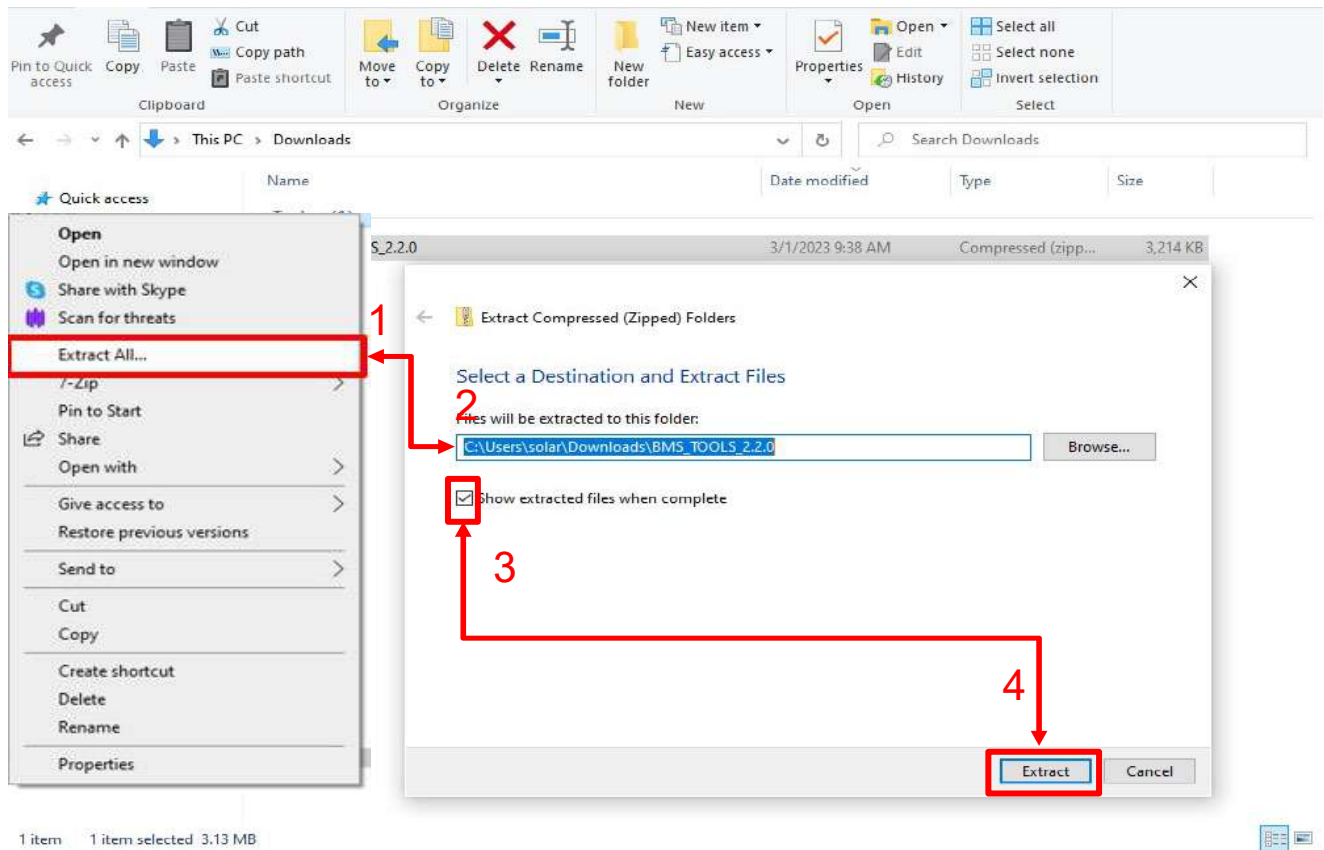 Pin to Quick access
Copy
Paste
Cut
Copy path
Paste shortcut
Clipboard
Move to
Copy to
Delete
Rename
Organize
New folder
New item
Easy access
New
Properties
Open
Edit
History
Open
Select all
Select none
Invert selection
Select
This PC > Downloads
Search Downloads
Name
Date modified
Type
Size
Quick access
S_2.2.0
3/1/2023 9:38 AM
Compressed (zipp...
3,214 KB
Open
Open in new window
Share with Skype
Scan for threats
Extract All...
7-Zip
Pin to Start
Share
Open with
Give access to
Restore previous versions
Send to
Cut
Copy
Create shortcut
Delete
Rename
Properties
1
Extract Compressed (Zipped) Folders
Select a Destination and Extract Files
2
Files will be extracted to this folder:
C:\Users\solar\Downloads\BMS_TOOLS_2.2.0
Browse...
Show extracted files when complete
3
4
Extract
Cancel
1 item
1 item selected 3.13 MB